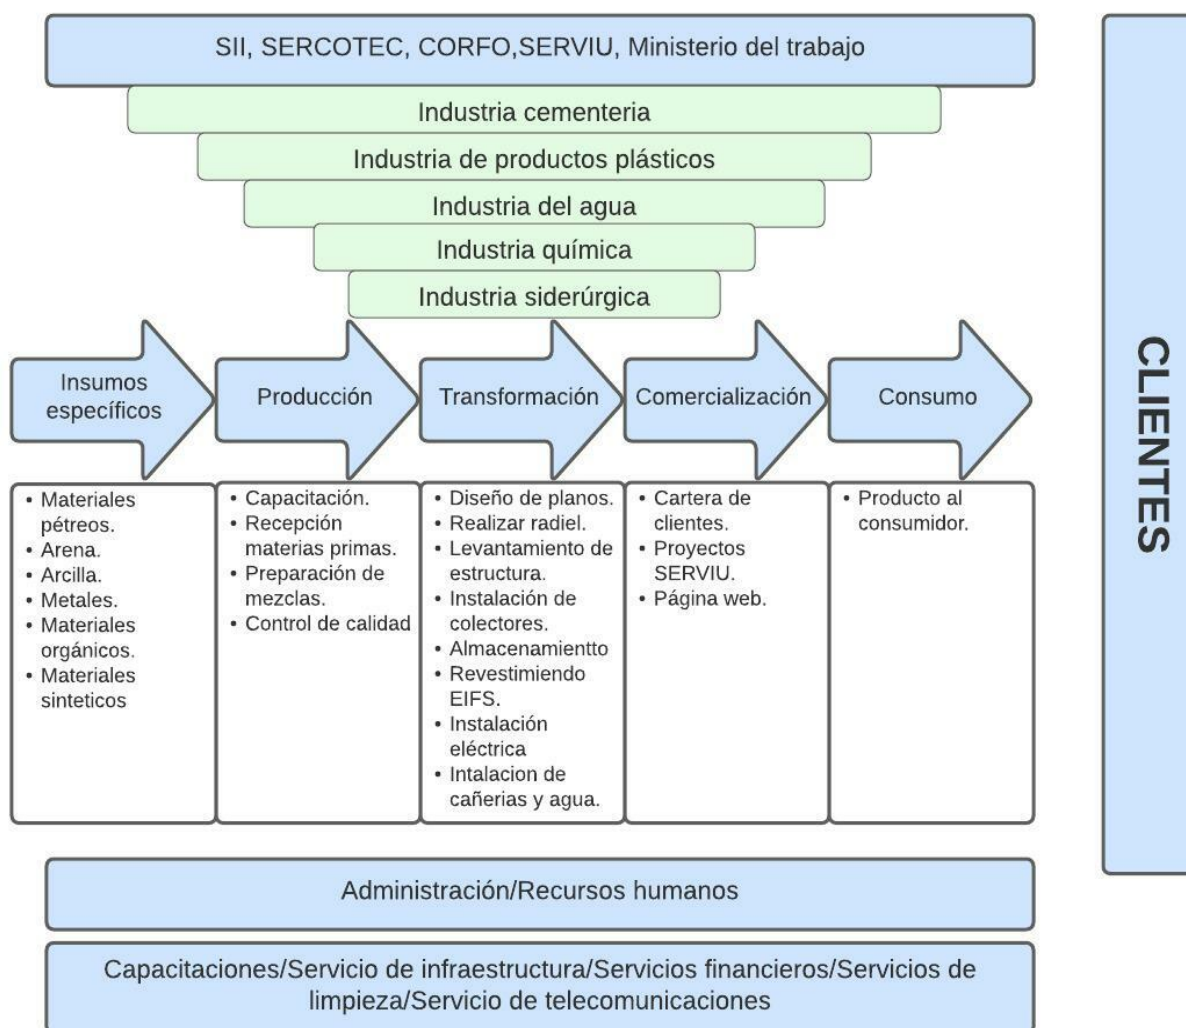 SII, SERCOTEC, CORFO,SERVIU, Ministerio del trabajo
Industria cementeria
Industria de productos plásticos
Industria del agua
Industria química
Industria siderúrgica
Insumos
específicos
Producción
Transformación
Comercialización
Consumo
• Materiales
pétreos.
• Arena.
• Arcilla.
• Metales.
• Materiales
orgánicos.
• Materiales
sinteticos
• Capacitación.
• Recepción
materias primas.
• Preparación de
mezclas.
• Control de calidad
• Diseño de planos.
• Realizar radiel.
• Levantamiento de
estructura.
• Instalación de
colectores.
• Almacenamientto
• Revestimiendo
EIFS.
• Instalación
eléctrica
• Intalacion de
cañerias y agua.
• Cartera de
clientes.
• Proyectos
SERVIU.
• Página web.
• Producto al
consumidor.
CLIENTES
Administración/Recursos humanos
Capacitaciones/Servicio de infraestructura/Servicios financieros/Servicios de
limpieza/Servicio de telecomunicaciones